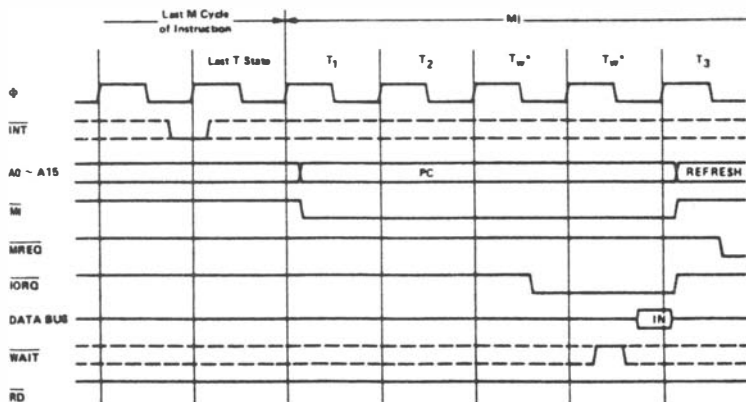 Last M Cycle
of Instruction
M1
Last T State
T1
T2
Tw*
Tw*
T3
Φ
INT
A0 ~ A15
PC
REFRESH
M1
MREQ
IORQ
DATA BUS
IN
WAIT
RD